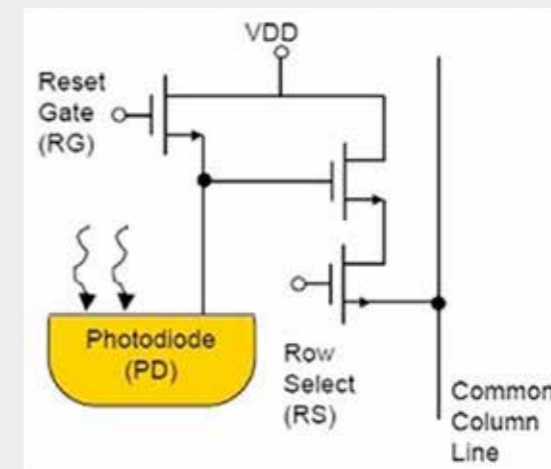 VDD
Reset
Gate
(RG)
Photodiode
(PD)
Row
Select
(RS)
Common
Column
Line